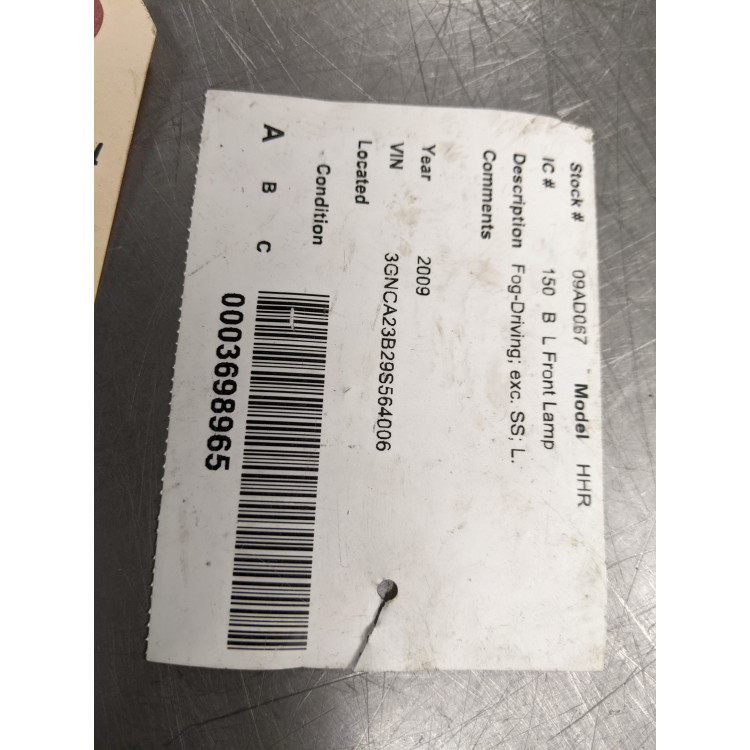 Stock # 09AD067 Model HHR
IC # 150 B L Front Lamp
Description Fog-Driving; exc. SS; L.
Comments
Year 2009
VIN 3GNCA23B29S564006
Located
Condition
A B C
0003698965